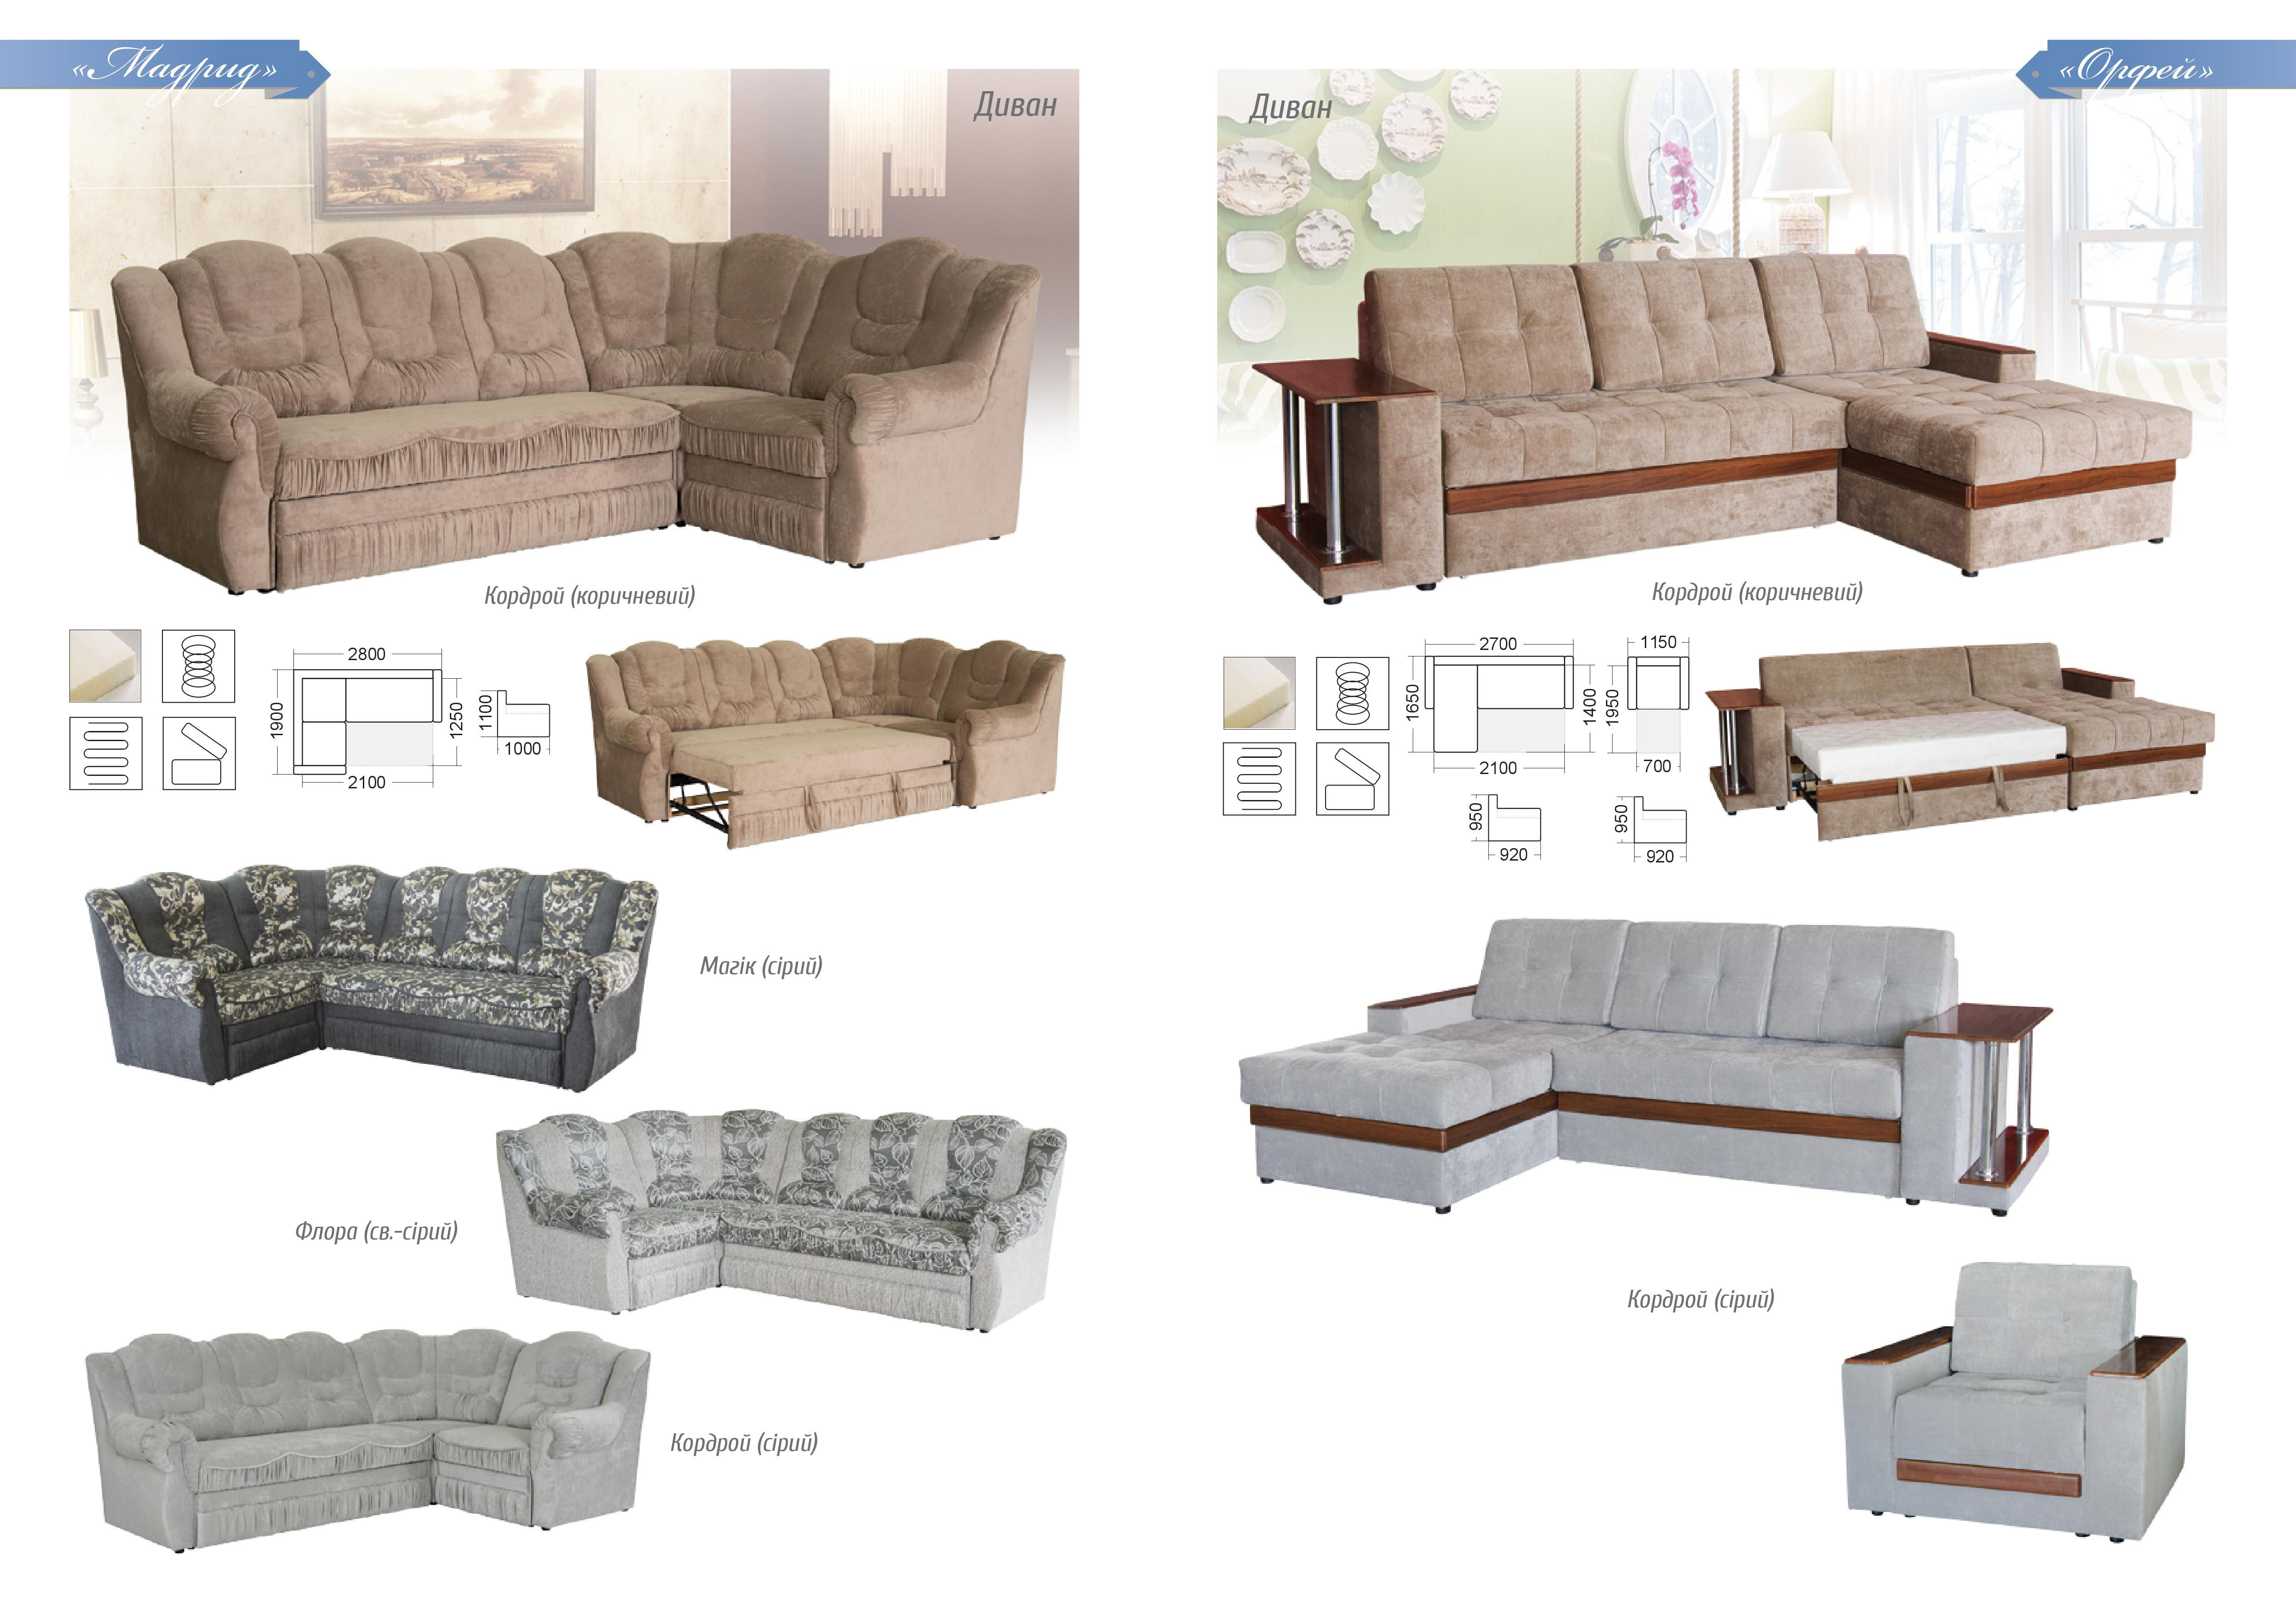 «Мадрид»
Диван
Кордрой (коричневий)
2800
1900
1250
2100
1100
1000
Магік (сірий)
Флора (св.-сірий)
Кордрой (сірий)
«Орфей»
Диван
Кордрой (коричневий)
2700
1650
1400
2100
1150
1950
700
950
920
950
920
Кордрой (сірий)